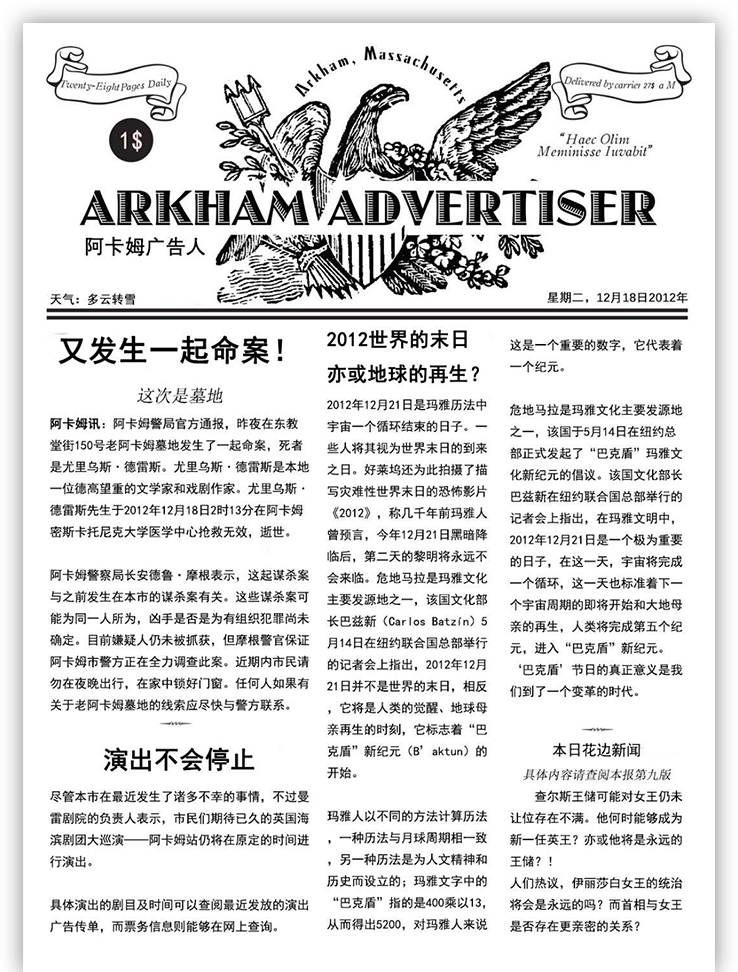 Twenty-Eight Pages Daily
Arkham, Massachusetts
Delivered by carrier 27$ a M
1$
“Haec Olim
Meminisse Iuvabit”
ARKHAM ADVERTISER
阿卡姆广告人
天气：多云转雪
星期二，12月18日2012年
又发生一起命案！
这次是墓地
阿卡姆讯：阿卡姆警局官方通报，昨夜在东教
堂街150号老阿卡姆墓地发生了一起命案，死者
是尤里乌斯·德雷斯。尤里乌斯·德雷斯是本地
一位德高望重的文学家和戏剧作家。尤里乌斯·
德雷斯先生于2012年12月18日2时13分在阿卡姆
密斯卡托尼克大学医学中心抢救无效，逝世。
阿卡姆警察局长安德鲁·摩根表示，这起谋杀案
与之前发生在本市的谋杀案有关。这些谋杀案可
能为同一人所为，凶手是否是为有组织犯罪尚未
确定。目前嫌疑人仍未被抓获，但摩根警官保证
阿卡姆市警方正在全力调查此案。近期内市民请
勿在夜晚出行，在家中锁好门窗。任何人如果有
关于老阿卡姆墓地的线索应尽快与警方联系。
演出不会停止
尽管本市在最近发生了诸多不幸的事情，不过曼
雷剧院的负责人表示，市民们期待已久的英国海
滨剧团大巡演——阿卡姆站仍将在原定的时间进
行演出。
具体演出的剧目及时间可以查阅最近发放的演出
广告传单，而票务信息则能够在网上查询。
2012世界的末日
亦或地球的再生？
2012年12月21日是玛雅历法中
宇宙一个循环结束的日子。一
些人将其视为世界末日的到来
之日。好莱坞还为此拍摄了描
写灾难性世界末日的恐怖影片
《2012》，称几千年前玛雅人
曾预言，今年12月21日黑暗降
临后，第二天的黎明将永远不
会来临。危地马拉是玛雅文化
主要发源地之一，该国文化部
长巴兹新（Carlos Batzín）5
月14日在纽约联合国总部举行
的记者会上指出，2012年12月
21日并不是世界的末日，相反
，它将是人类的觉醒、地球母
亲再生的时刻，它标志着“巴
克盾”新纪元（B’aktun）的
开始。
玛雅人以不同的方法计算历法
，一种历法与月球周期相一致
，另一种历法是为人文精神和
历史而设立的；玛雅文字中的
“巴克盾”指的是400乘以13，
从而得出5200，对玛雅人来说
这是一个重要的数字，它代表着
一个纪元。
危地马拉是玛雅文化主要发源地
之一，该国于5月14日在纽约总
部正式发起了“巴克盾”玛雅文
化新纪元的倡议。该国文化部长
巴兹新在纽约联合国总部举行的
记者会上指出，在玛雅文明中，
2012年12月21日是一个极为重要
的日子，在这一天，宇宙将完成
一个循环，这一天也标准着下一
个宇宙周期的即将开始和大地母
亲的再生，人类将完成第五个纪
元，进入“巴克盾”新纪元。
‘巴克盾’节日的真正意义是我
们到了一个变革的时代。
本日花边新闻
具体内容请查阅本报第九版
查尔斯王储可能对女王仍未
让位存在不满。他何时能够成为
新一任英王？亦或他将是永远的
王储？！
人们热议，伊丽莎白女王的统治
将会是永远的吗？而首相与女王
是否存在更亲密的关系？